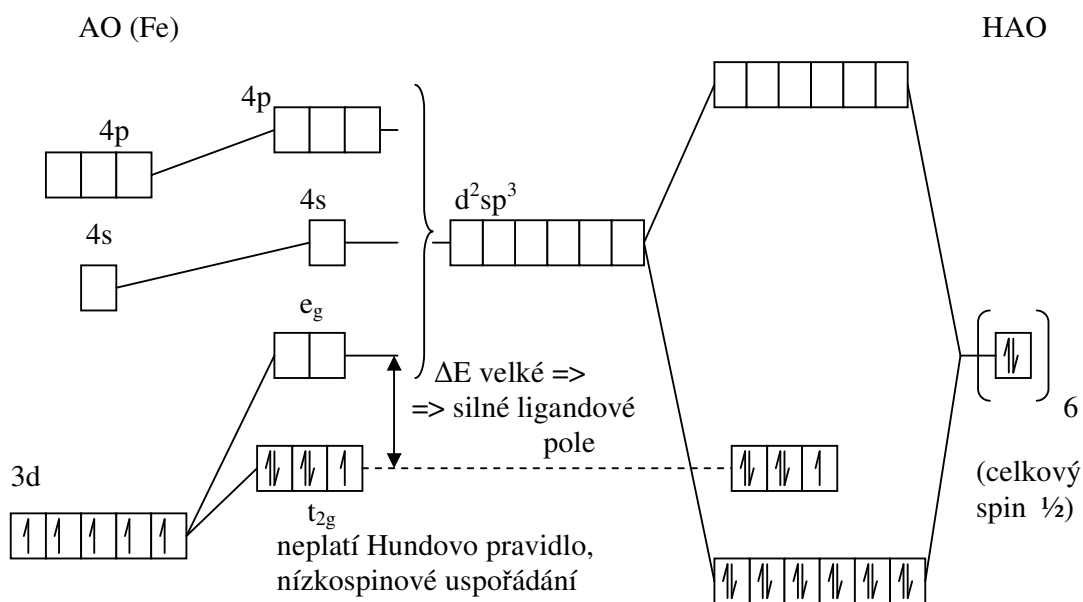 AO (Fe)
HAO
4p
4p
4s
4s
d²sp³
e_g
ΔE velké =>
=> silné ligandové
pole
6
3d
t_2g
(celkový
spin ½)
neplatí Hundovo pravidlo,
nízkospinové uspořádání